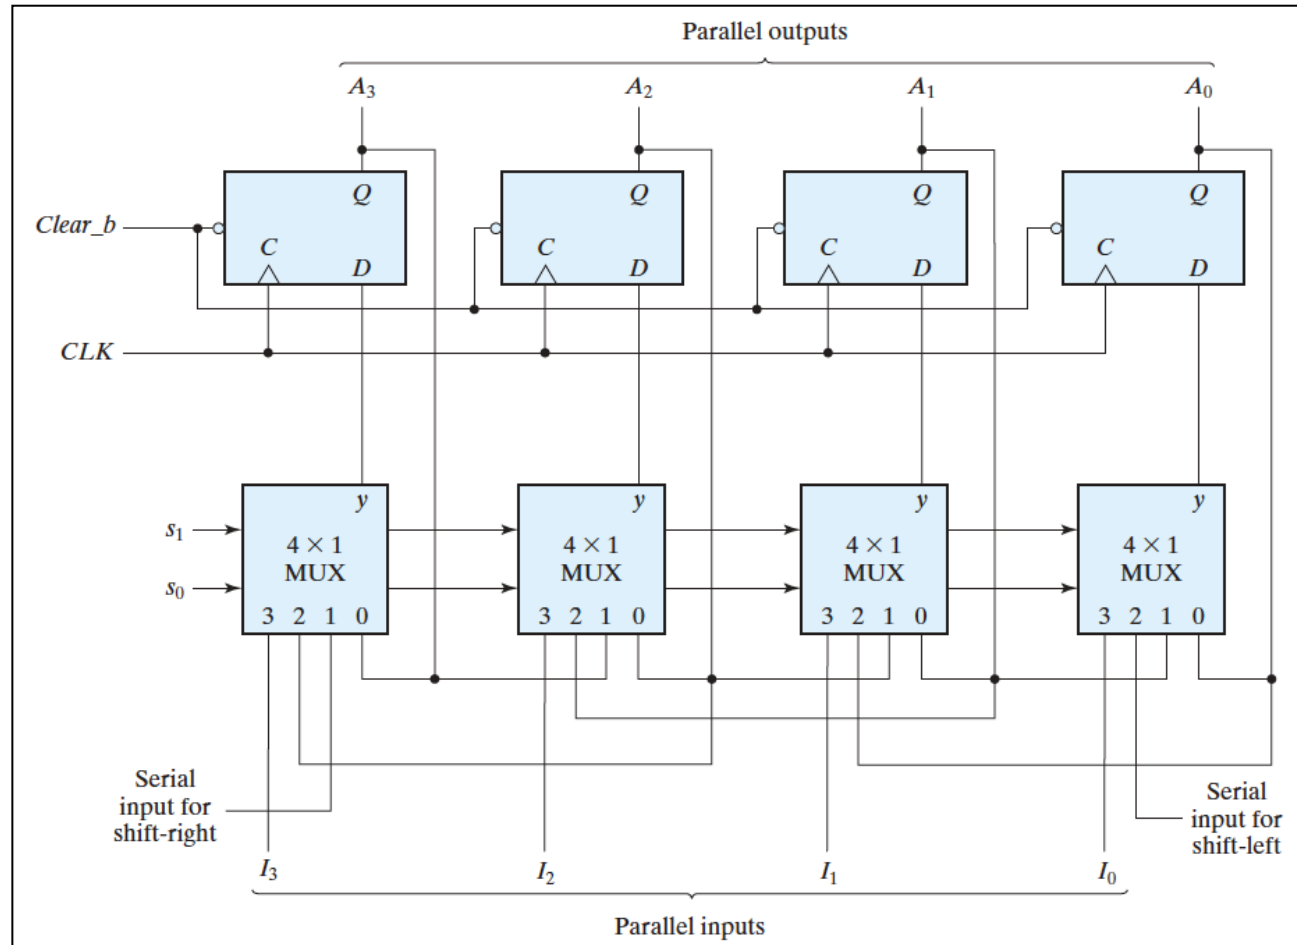 Parallel outputs
A3 A2 A1 A0
Q Q Q Q
Clear_b
C C C C
D D D D
CLK
y y y y
s1
4 × 1 4 × 1 4 × 1 4 × 1
MUX MUX MUX MUX
s0
3 2 1 0 3 2 1 0 3 2 1 0 3 2 1 0
Serial
input for
shift-right
Serial
input for
shift-left
I3 I2 I1 I0
Parallel inputs